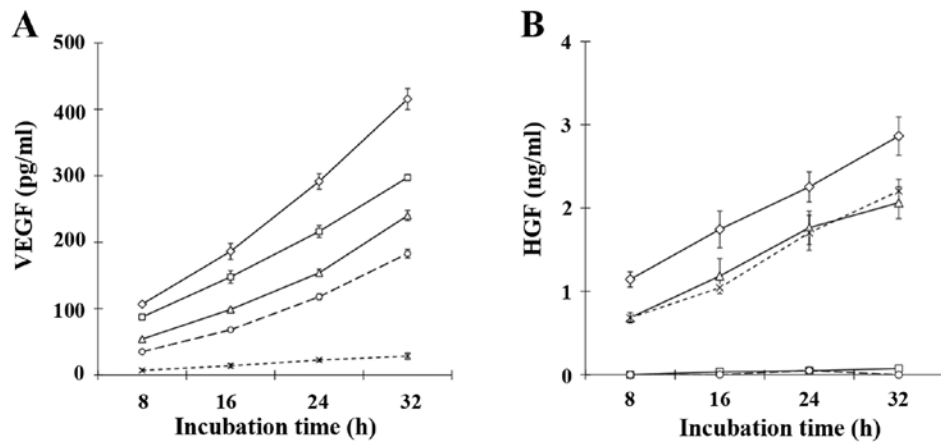 A
500
400
300
200
100
0
VEGF (pg/ml)
8 16 24 32
Incubation time (h)
B
4
3
2
1
0
HGF (ng/ml)
8 16 24 32
Incubation time (h)